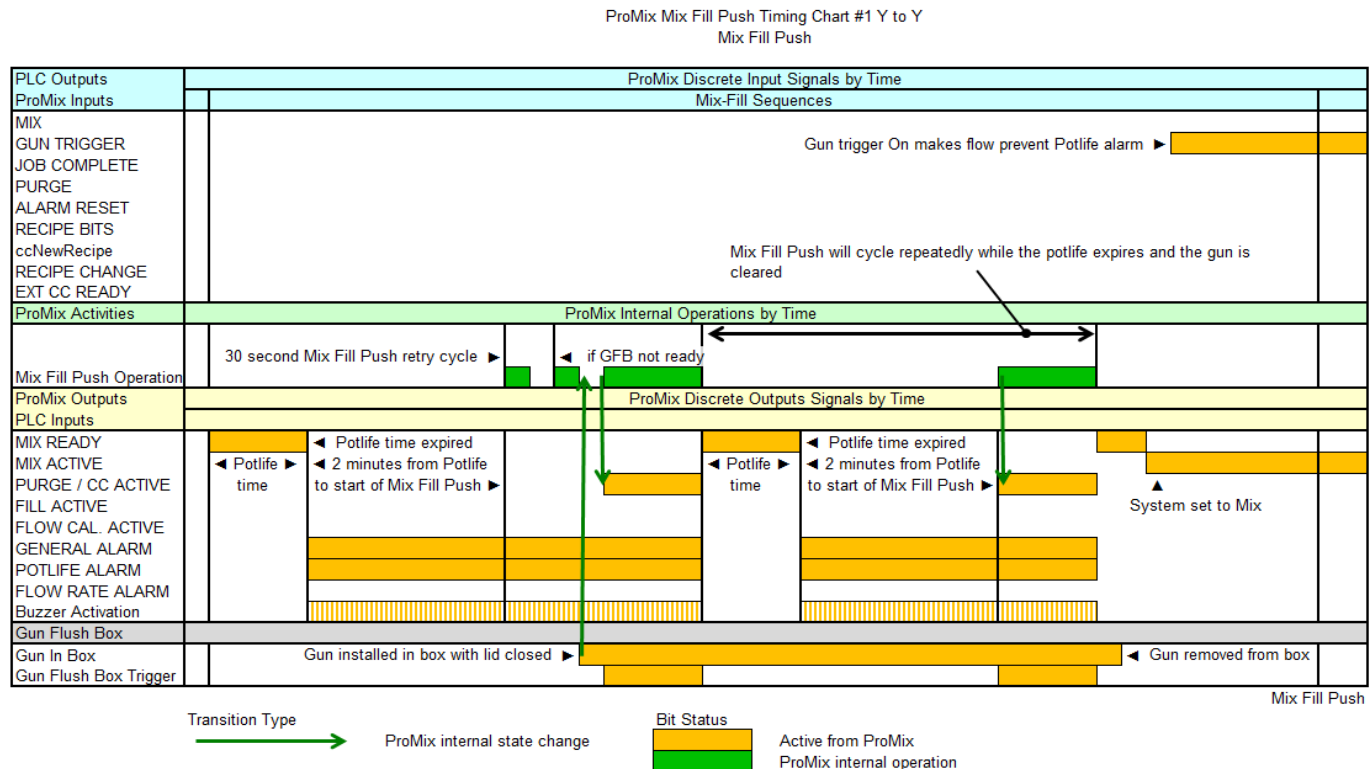 ProMix Mix Fill Push Timing Chart #1 Y to Y
Mix Fill Push
PLC Outputs
ProMix Discrete Input Signals by Time
ProMix Inputs
Mix-Fill Sequences
MIX
GUN TRIGGER
Gun trigger On makes flow prevent Potlife alarm ►
JOB COMPLETE
PURGE
ALARM RESET
RECIPE BITS
ccNewRecipe
Mix Fill Push will cycle repeatedly while the potlife expires and the gun is
cleared
RECIPE CHANGE
EXT CC READY
ProMix Activities
ProMix Internal Operations by Time
30 second Mix Fill Push retry cycle ►
◄ if GFB not ready
Mix Fill Push Operation
ProMix Outputs
ProMix Discrete Outputs Signals by Time
PLC Inputs
MIX READY
◄ Potlife time expired
◄ Potlife time expired
MIX ACTIVE
◄ Potlife ►
◄ 2 minutes from Potlife
◄ Potlife ►
◄ 2 minutes from Potlife
PURGE / CC ACTIVE
time
to start of Mix Fill Push ►
time
to start of Mix Fill Push ►
▲
FILL ACTIVE
System set to Mix
FLOW CAL. ACTIVE
GENERAL ALARM
POTLIFE ALARM
FLOW RATE ALARM
Buzzer Activation
Gun Flush Box
Gun In Box
Gun installed in box with lid closed ►
◄ Gun removed from box
Gun Flush Box Trigger
Mix Fill Push
Transition Type
Bit Status
ProMix internal state change
Active from ProMix
ProMix internal operation